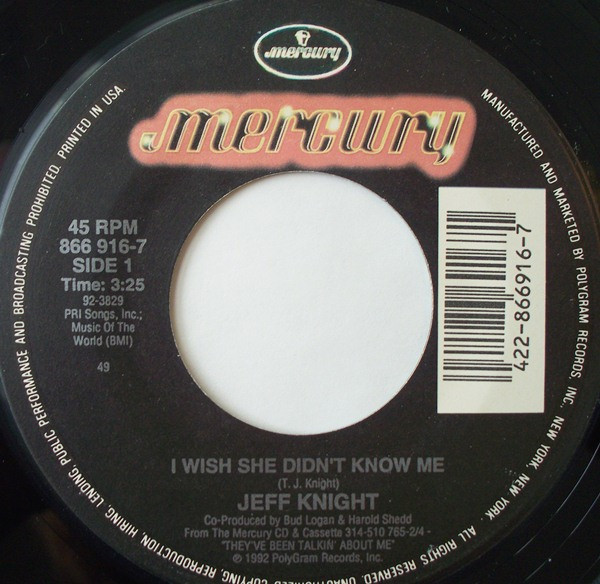 mercury
mercury
45 RPM
866 916-7
SIDE 1
Time: 3:25
92-3829
PRI Songs, Inc.;
Music Of The
World (BMI)
49
422-866916-7
I WISH SHE DIDN'T KNOW ME
(T. J. Knight)
JEFF KNIGHT
Co-Produced by Bud Logan & Harold Shedd
From The Mercury CD & Cassette 314-510 765-2/4 -
"THEY'VE BEEN TALKIN' ABOUT ME"
℗ 1992 PolyGram Records, Inc.
MANUFACTURED AND MARKETED BY POLYGRAM RECORDS, INC. NEW YORK, NEW YORK. ALL RIGHTS RESERVED. UNAUTHORIZED COPYING, REPRODUCTION, HIRING, LENDING, PUBLIC PERFORMANCE AND BROADCASTING PROHIBITED. PRINTED IN USA.